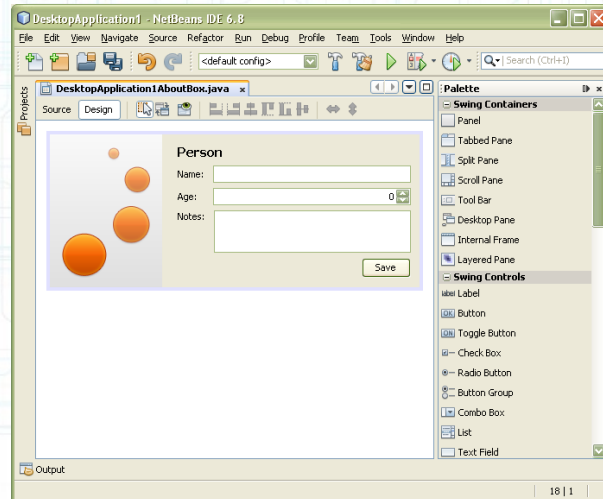 DesktopApplication1 - NetBeans IDE 6.8
File Edit View Navigate Source Refactor Run Debug Profile Team Tools Window Help
<default config>
Search (Ctrl+I)
Projects
DesktopApplication1AboutBox.java x
Source Design
Person
Name:
Age: 0
Notes:
Save
Palette
Swing Containers
Panel
Tabbed Pane
Split Pane
Scroll Pane
Tool Bar
Desktop Pane
Internal Frame
Layered Pane
Swing Controls
label Label
OK Button
ON Toggle Button
Check Box
Radio Button
Button Group
Combo Box
List
Text Field
Output
18 | 1